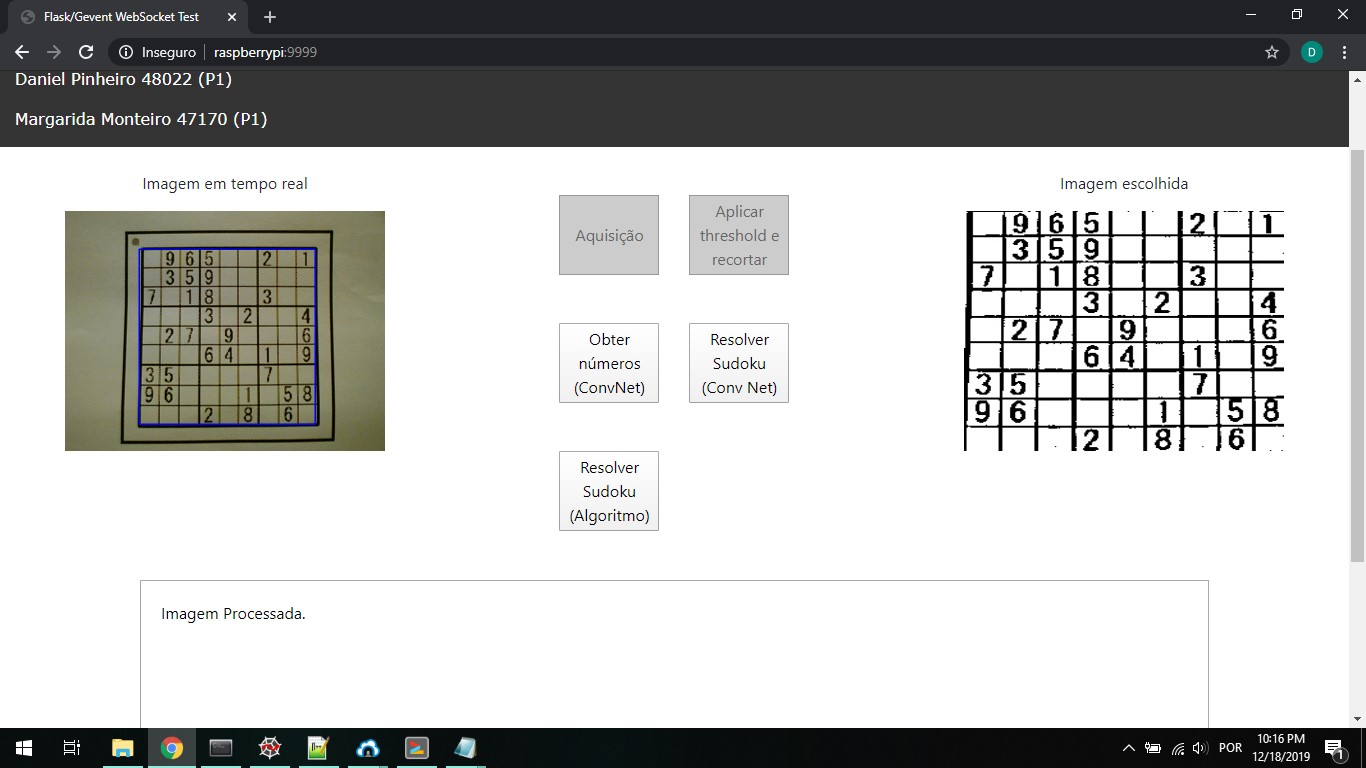 Flask/Gevent WebSocket Test
Inseguro
raspberrypi:9999
D
Daniel Pinheiro 48022 (P1)
Margarida Monteiro 47170 (P1)
Imagem em tempo real
9 6 5 2 1
3 5 9
7 1 8 3
3 2 4
2 7 9 6
6 4 1 9
3 5 7
9 6 1 5 8
2 8 6
Aquisição
Aplicar
threshold e
recortar
Obter
números
(ConvNet)
Resolver
Sudoku
(Conv Net)
Resolver
Sudoku
(Algoritmo)
Imagem escolhida
9 6 5 2 1
3 5 9
7 1 8 3
3 2 4
2 7 9 6
6 4 1 9
3 5 7
9 6 1 5 8
2 8 6
Imagem Processada.
POR
10:16 PM
12/18/2019
1